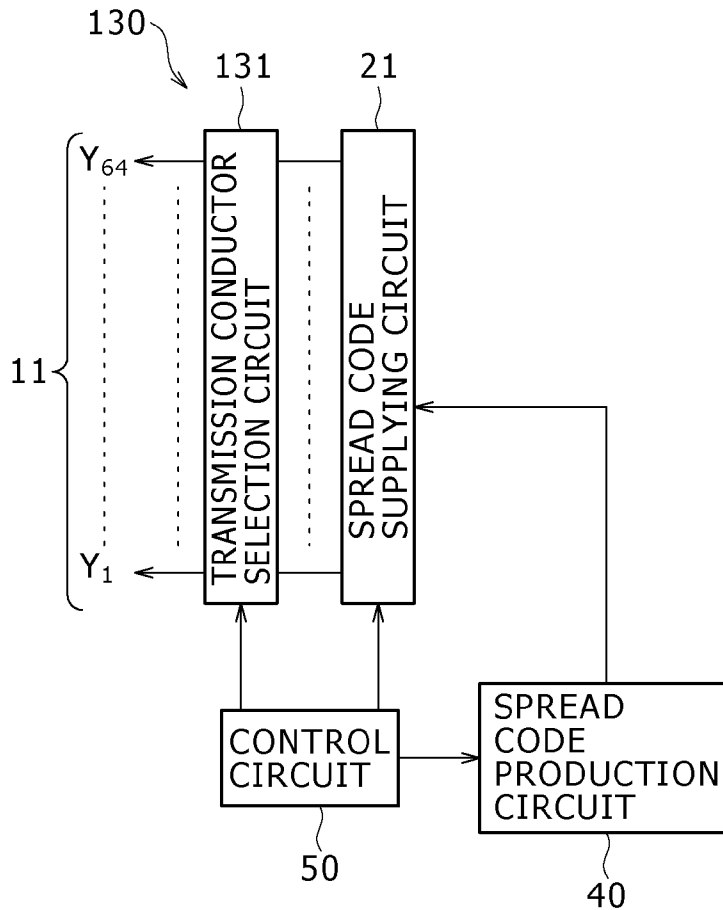 130
131
21
Y64
11
TRANSMISSION CONDUCTOR
SELECTION CIRCUIT
SPREAD CODE
SUPPLYING CIRCUIT
Y1
CONTROL
CIRCUIT
SPREAD
CODE
PRODUCTION
CIRCUIT
50
40